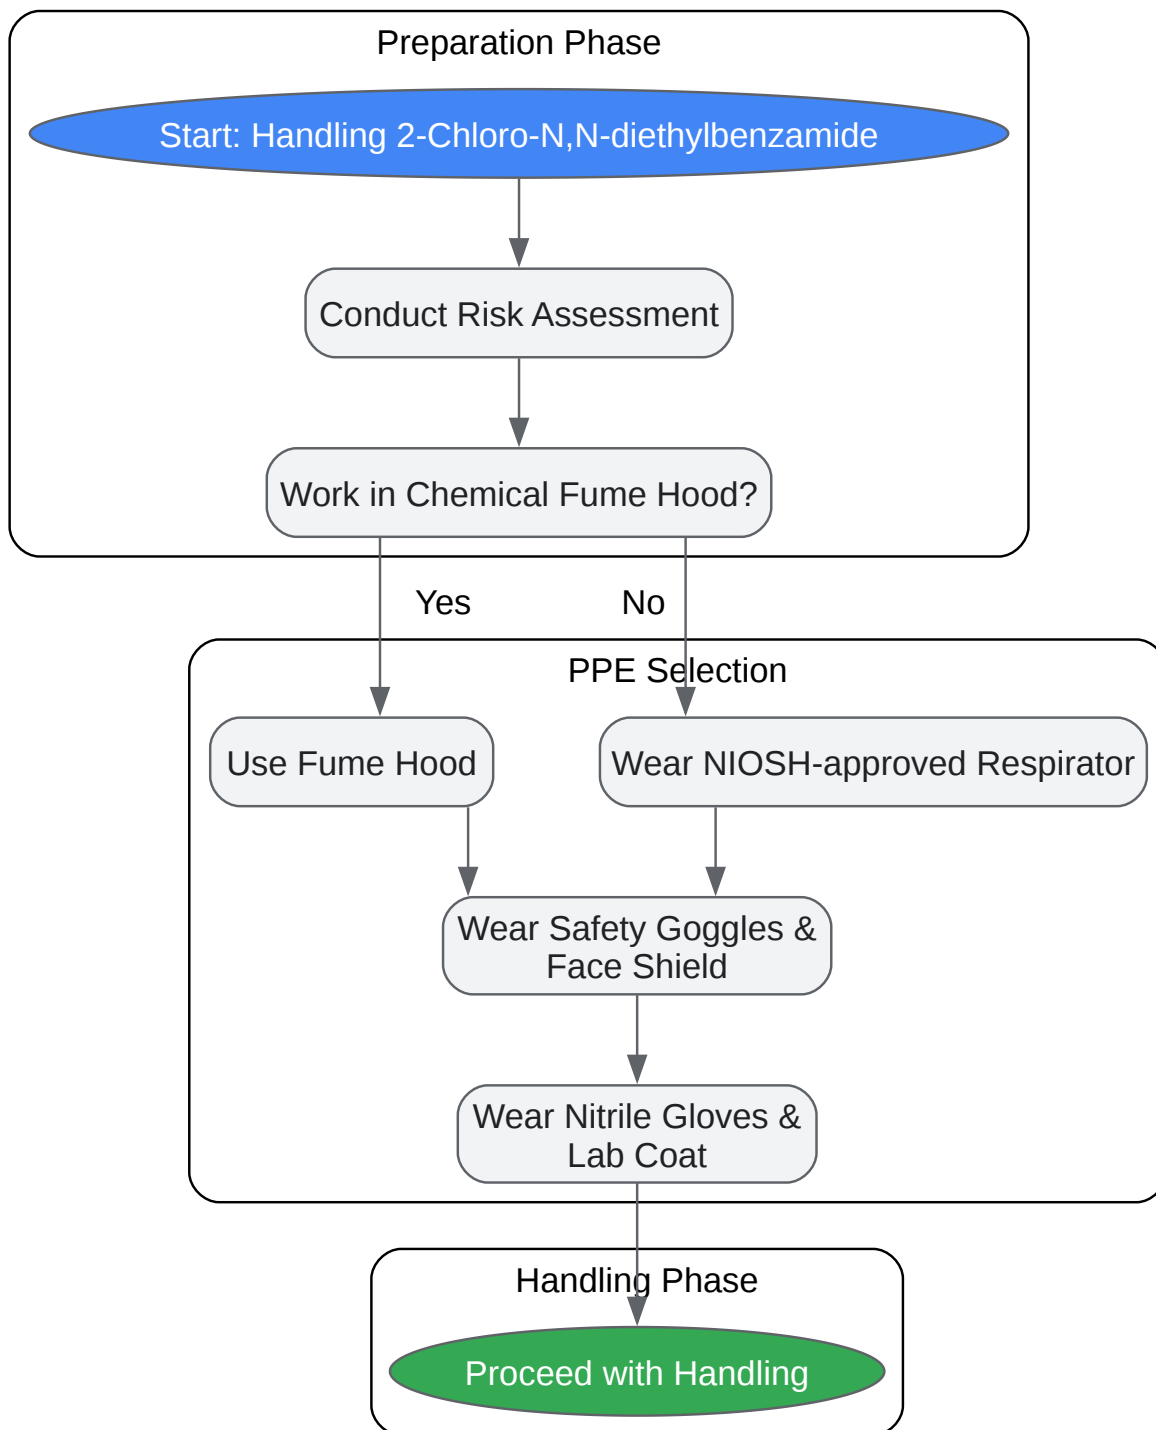 Preparation Phase
Start: Handling 2-Chloro-N,N-diethylbenzamide
Conduct Risk Assessment
Work in Chemical Fume Hood?
Yes
No
PPE Selection
Use Fume Hood
Wear NIOSH-approved Respirator
Wear Safety Goggles &
Face Shield
Wear Nitrile Gloves &
Lab Coat
Handling Phase
Proceed with Handling